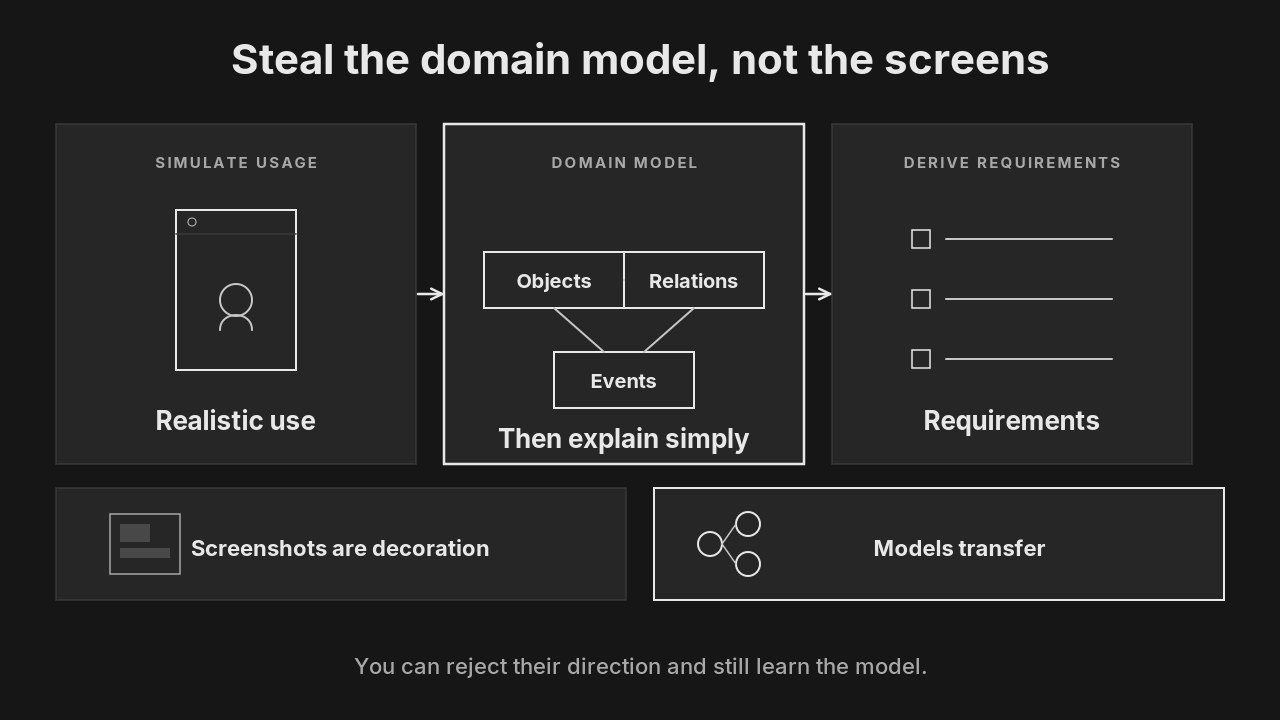 Steal the domain model, not the screens
SIMULATE USAGE
Realistic use
DOMAIN MODEL
Objects
Relations
Events
Then explain simply
DERIVE REQUIREMENTS
Requirements
Screenshots are decoration
Models transfer
You can reject their direction and still learn the model.